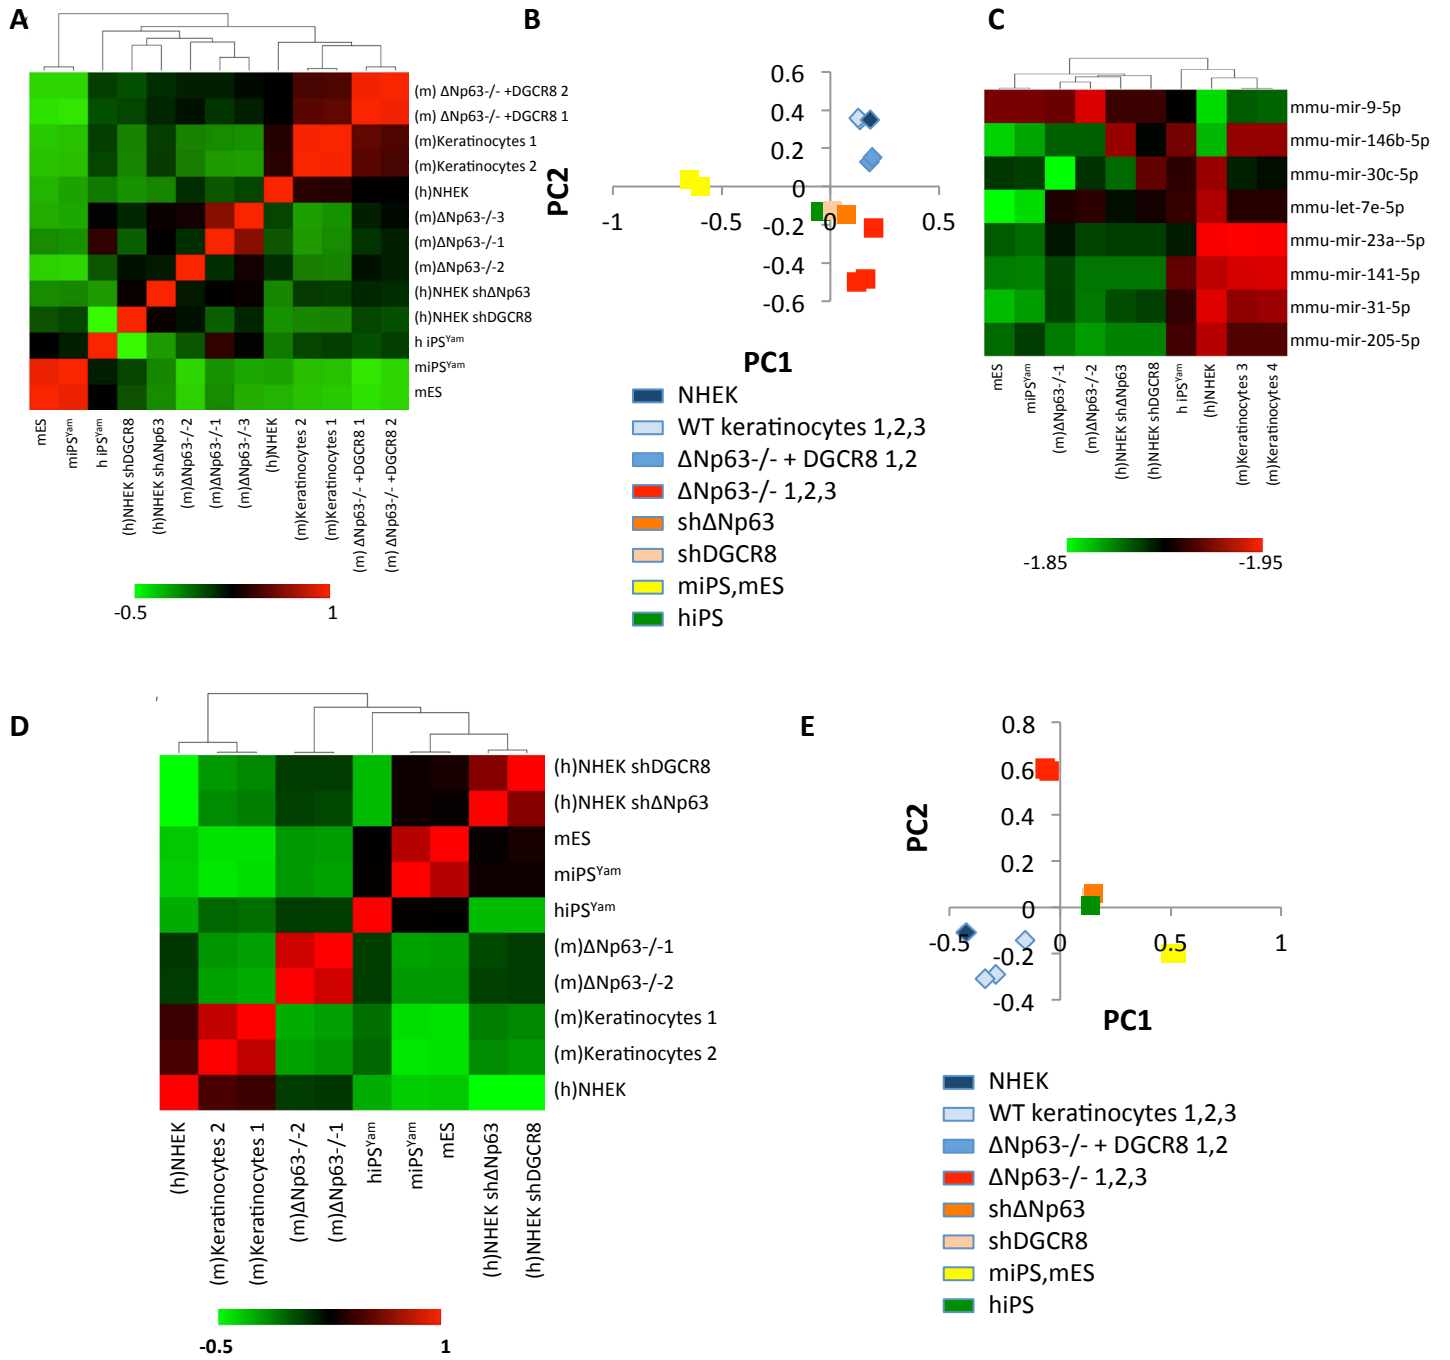 A
(m) ΔNp63-/- +DGCR8 2
(m) ΔNp63-/- +DGCR8 1
(m)Keratinocytes 1
(m)Keratinocytes 2
(h)NHEK
(m)ΔNp63-/-3
(m)ΔNp63-/-1
(m)ΔNp63-/-2
(h)NHEK shΔNp63
(h)NHEK shDGCR8
h iPSYam
miPSYam
mES
mES
miPSYam
h iPSYam
(h)NHEK shDGCR8
(h)NHEK shΔNp63
(m)ΔNp63-/-2
(m)ΔNp63-/-1
(m)ΔNp63-/-3
(h)NHEK
(m)Keratinocytes 2
(m)Keratinocytes 1
(m) ΔNp63-/- +DGCR8 1
(m) ΔNp63-/- +DGCR8 2
-0.5
1
B
0.6
0.4
0.2
0
-0.2
-0.4
-0.6
-1
-0.5
0
0.5
PC2
PC1
NHEK
WT keratinocytes 1,2,3
ΔNp63-/- + DGCR8 1,2
ΔNp63-/- 1,2,3
shΔNp63
shDGCR8
miPS,mES
hiPS
C
mmu-mir-9-5p
mmu-mir-146b-5p
mmu-mir-30c-5p
mmu-let-7e-5p
mmu-mir-23a--5p
mmu-mir-141-5p
mmu-mir-31-5p
mmu-mir-205-5p
mES
miPSYam
(m)ΔNp63-/-1
(m)ΔNp63-/-2
(h)NHEK shΔNp63
(h)NHEK shDGCR8
h iPSYam
(h)NHEK
(m)Keratinocytes 3
(m)Keratinocytes 4
-1.85
-1.95
D
(h)NHEK shDGCR8
(h)NHEK shΔNp63
mES
miPSYam
hiPSYam
(m)ΔNp63-/-1
(m)ΔNp63-/-2
(m)Keratinocytes 1
(m)Keratinocytes 2
(h)NHEK
(h)NHEK
(m)Keratinocytes 2
(m)Keratinocytes 1
(m)ΔNp63-/-2
(m)ΔNp63-/-1
hiPSYam
miPSYam
mES
(h)NHEK shΔNp63
(h)NHEK shDGCR8
-0.5
1
E
0.8
0.6
0.4
0.2
0
-0.2
-0.4
-0.5
0
0.5
1
PC2
PC1
NHEK
WT keratinocytes 1,2,3
ΔNp63-/- + DGCR8 1,2
ΔNp63-/- 1,2,3
shΔNp63
shDGCR8
miPS,mES
hiPS